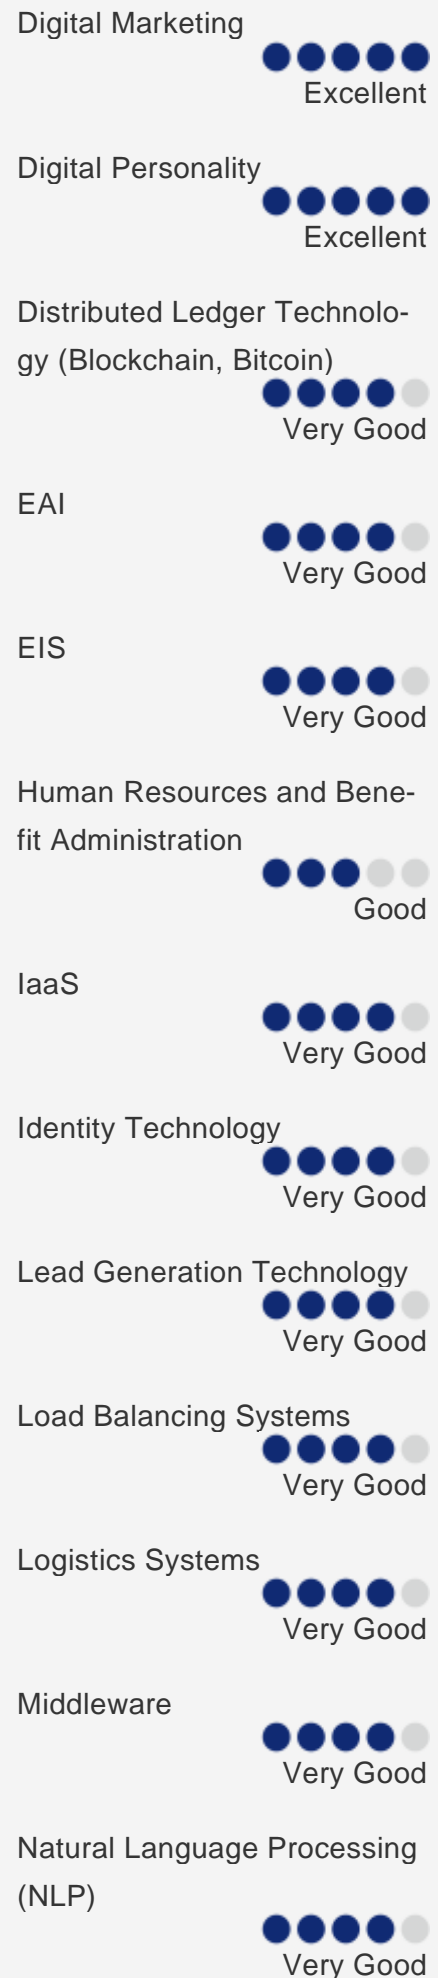 Digital Marketing
Excellent
Digital Personality
Excellent
Distributed Ledger Technolo-
gy (Blockchain, Bitcoin)
Very Good
EAI
Very Good
EIS
Very Good
Human Resources and Bene-
fit Administration
Good
IaaS
Very Good
Identity Technology
Very Good
Lead Generation Technology
Very Good
Load Balancing Systems
Very Good
Logistics Systems
Very Good
Middleware
Very Good
Natural Language Processing
(NLP)
Very Good